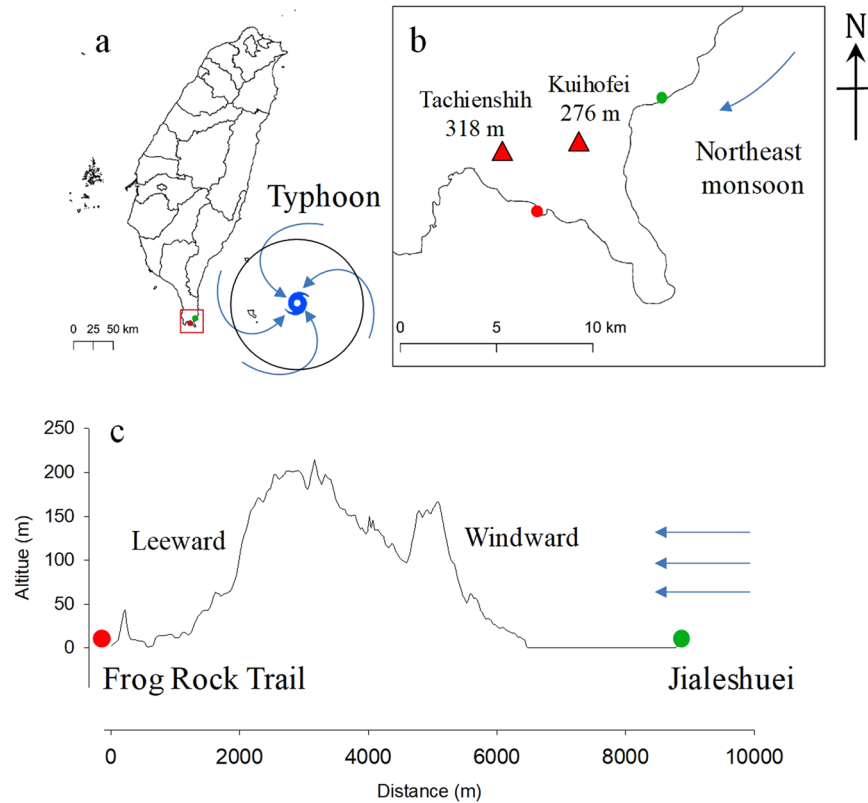 a
Typhoon
0 25 50 km
b
N
Tachienshih
318 m
Kuihofei
276 m
Northeast
monsoon
0 5 10 km
c
250
200
150
100
50
0
Altitue (m)
Leeward
Windward
Frog Rock Trail
Jialeshuei
0 2000 4000 6000 8000 10000
Distance (m)